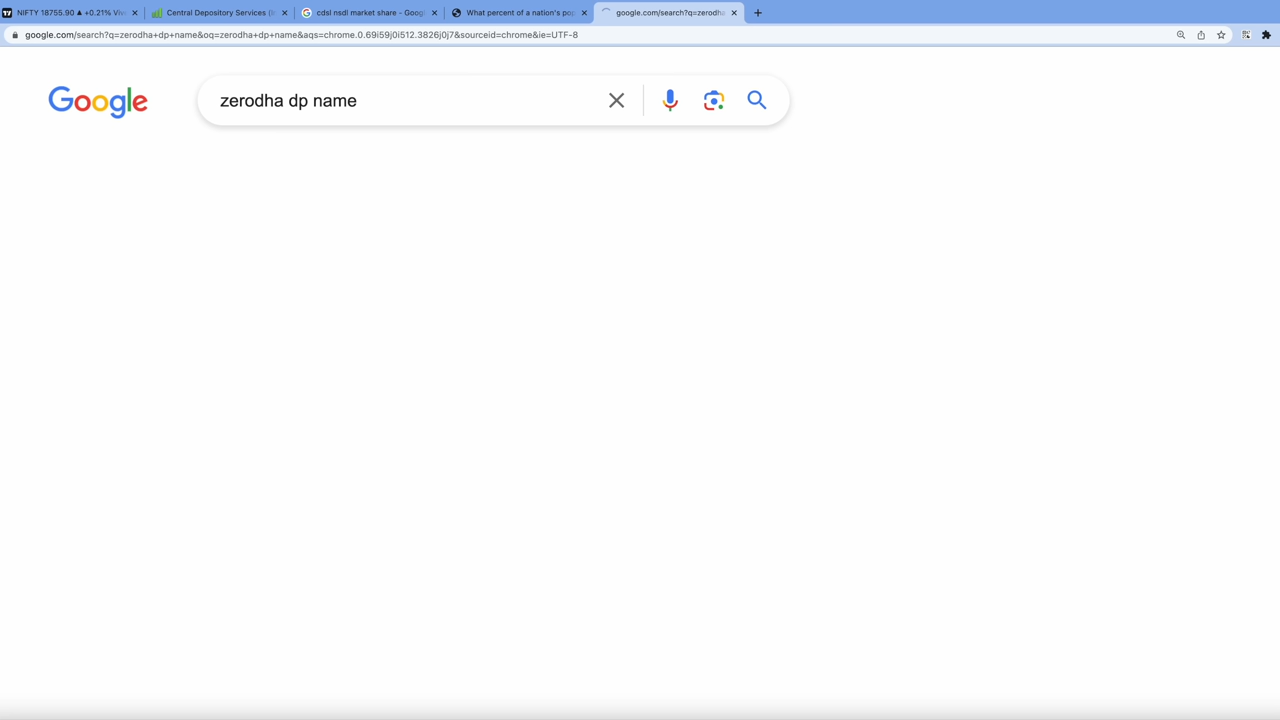 NIFTY 18755.90 ▲ +0.21% Viv
Central Depository Services (I
cdsl nsdl market share - Goog
What percent of a nation's pop
google.com/search?q=zerodha
google.com/search?q=zerodha+dp+name&oq=zerodha+dp+name&aqs=chrome.0.69i59j0i512.3826j0j7&sourceid=chrome&ie=UTF-8
Google
zerodha dp name